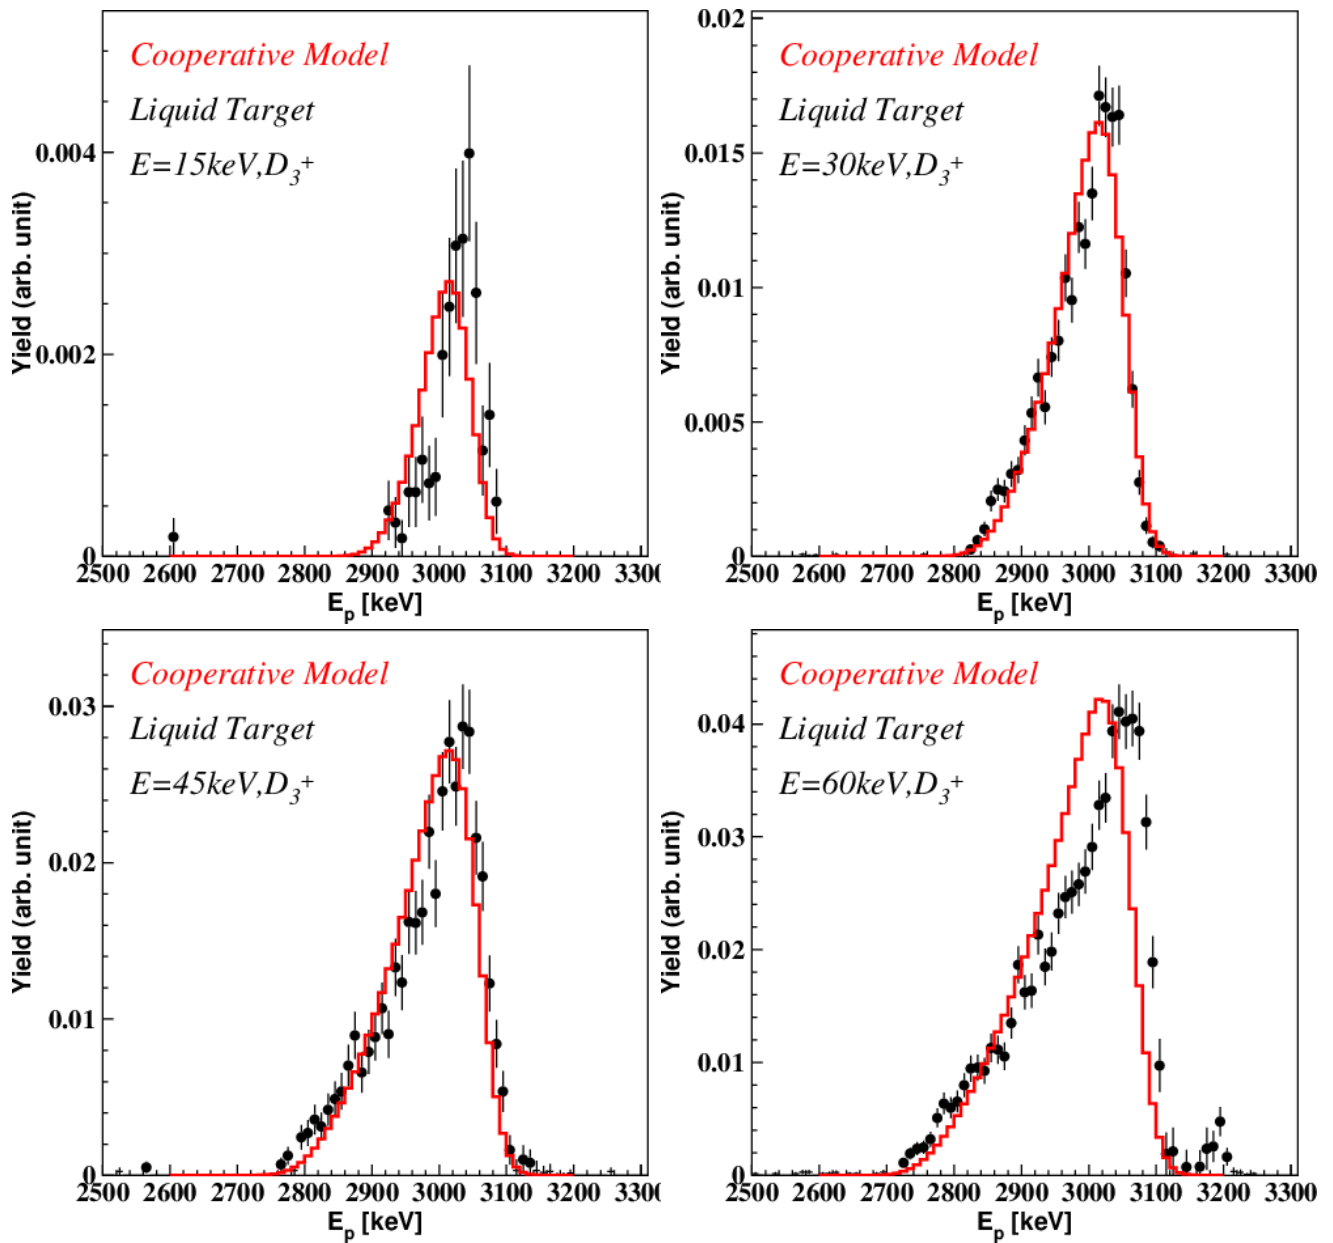 Cooperative Model
Liquid Target
E=15keV,D₃⁺
0.004
0.002
0
Yield (arb. unit)
2500 2600 2700 2800 2900 3000 3100 3200 3300
E_p [keV]
Cooperative Model
Liquid Target
E=30keV,D₃⁺
0.02
0.015
0.01
0.005
0
Yield (arb. unit)
2500 2600 2700 2800 2900 3000 3100 3200 3300
E_p [keV]
Cooperative Model
Liquid Target
E=45keV,D₃⁺
0.03
0.02
0.01
0
Yield (arb. unit)
2500 2600 2700 2800 2900 3000 3100 3200 3300
E_p [keV]
Cooperative Model
Liquid Target
E=60keV,D₃⁺
0.04
0.03
0.02
0.01
0
Yield (arb. unit)
2500 2600 2700 2800 2900 3000 3100 3200 3300
E_p [keV]